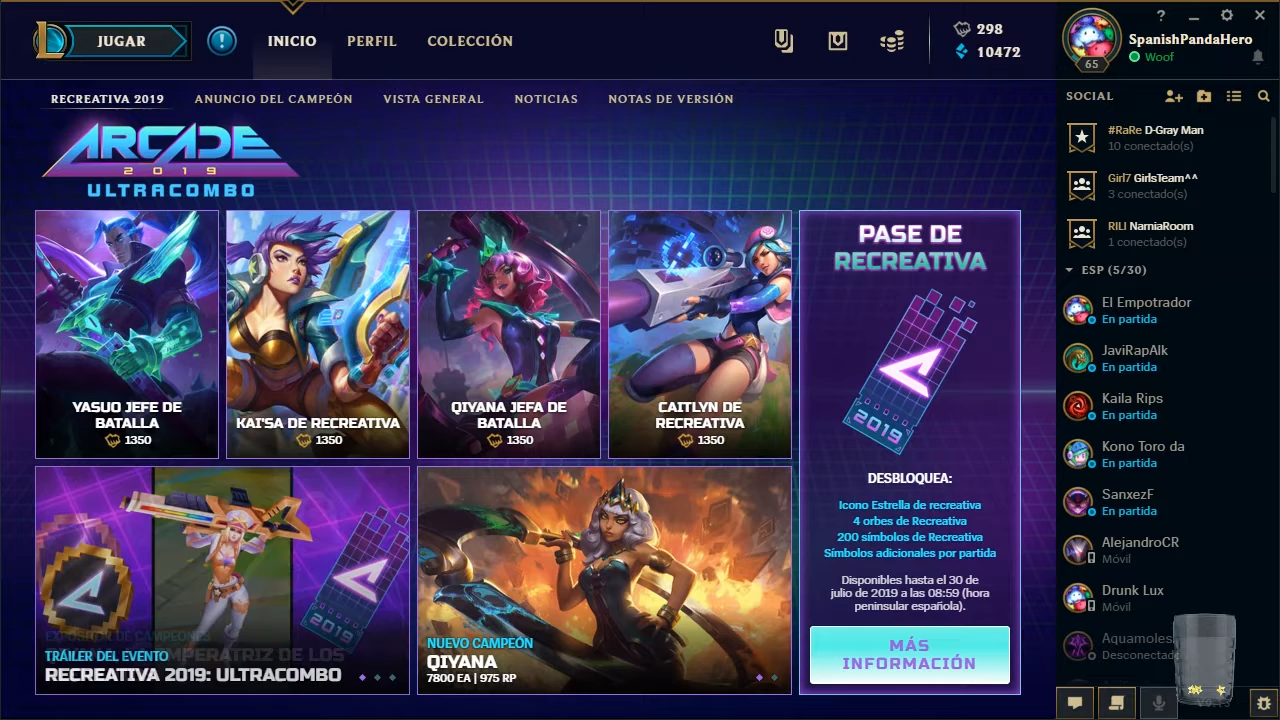 JUGAR
INICIO
PERFIL
COLECCIÓN
298
10472
65
SpanishPandaHero
Woof
RECREATIVA 2019
ANUNCIO DEL CAMPEÓN
VISTA GENERAL
NOTICIAS
NOTAS DE VERSIÓN
ARCADE
2019
ULTRACOMBO
YASUO JEFE DE
BATALLA
1350
KAI'SA DE RECREATIVA
1350
QIYANA JEFA DE
BATALLA
1350
CAITLYN DE
RECREATIVA
1350
PASE DE
RECREATIVA
2019
DESBLOQUEA:
Icono Estrella de recreativa
4 orbes de Recreativa
200 símbolos de Recreativa
Símbolos adicionales por partida
Disponibles hasta el 30 de
julio de 2019 a las 08:59 (hora
peninsular española).
MÁS
INFORMACIÓN
2019
TRÁILER DEL EVENTO
RECREATIVA 2019: ULTRACOMBO
NUEVO CAMPEÓN
QIYANA
7800 EA | 975 RP
SOCIAL
#RaRe D-Gray Man
10 conectado(s)
Girl7 GirlsTeam^^
3 conectado(s)
RILI NamiaRoom
1 conectado(s)
ESP (5/30)
El Empotrador
En partida
JaviRapAlk
En partida
Kaila Rips
En partida
Kono Toro da
En partida
SanxezF
En partida
AlejandroCR
Móvil
Drunk Lux
Móvil